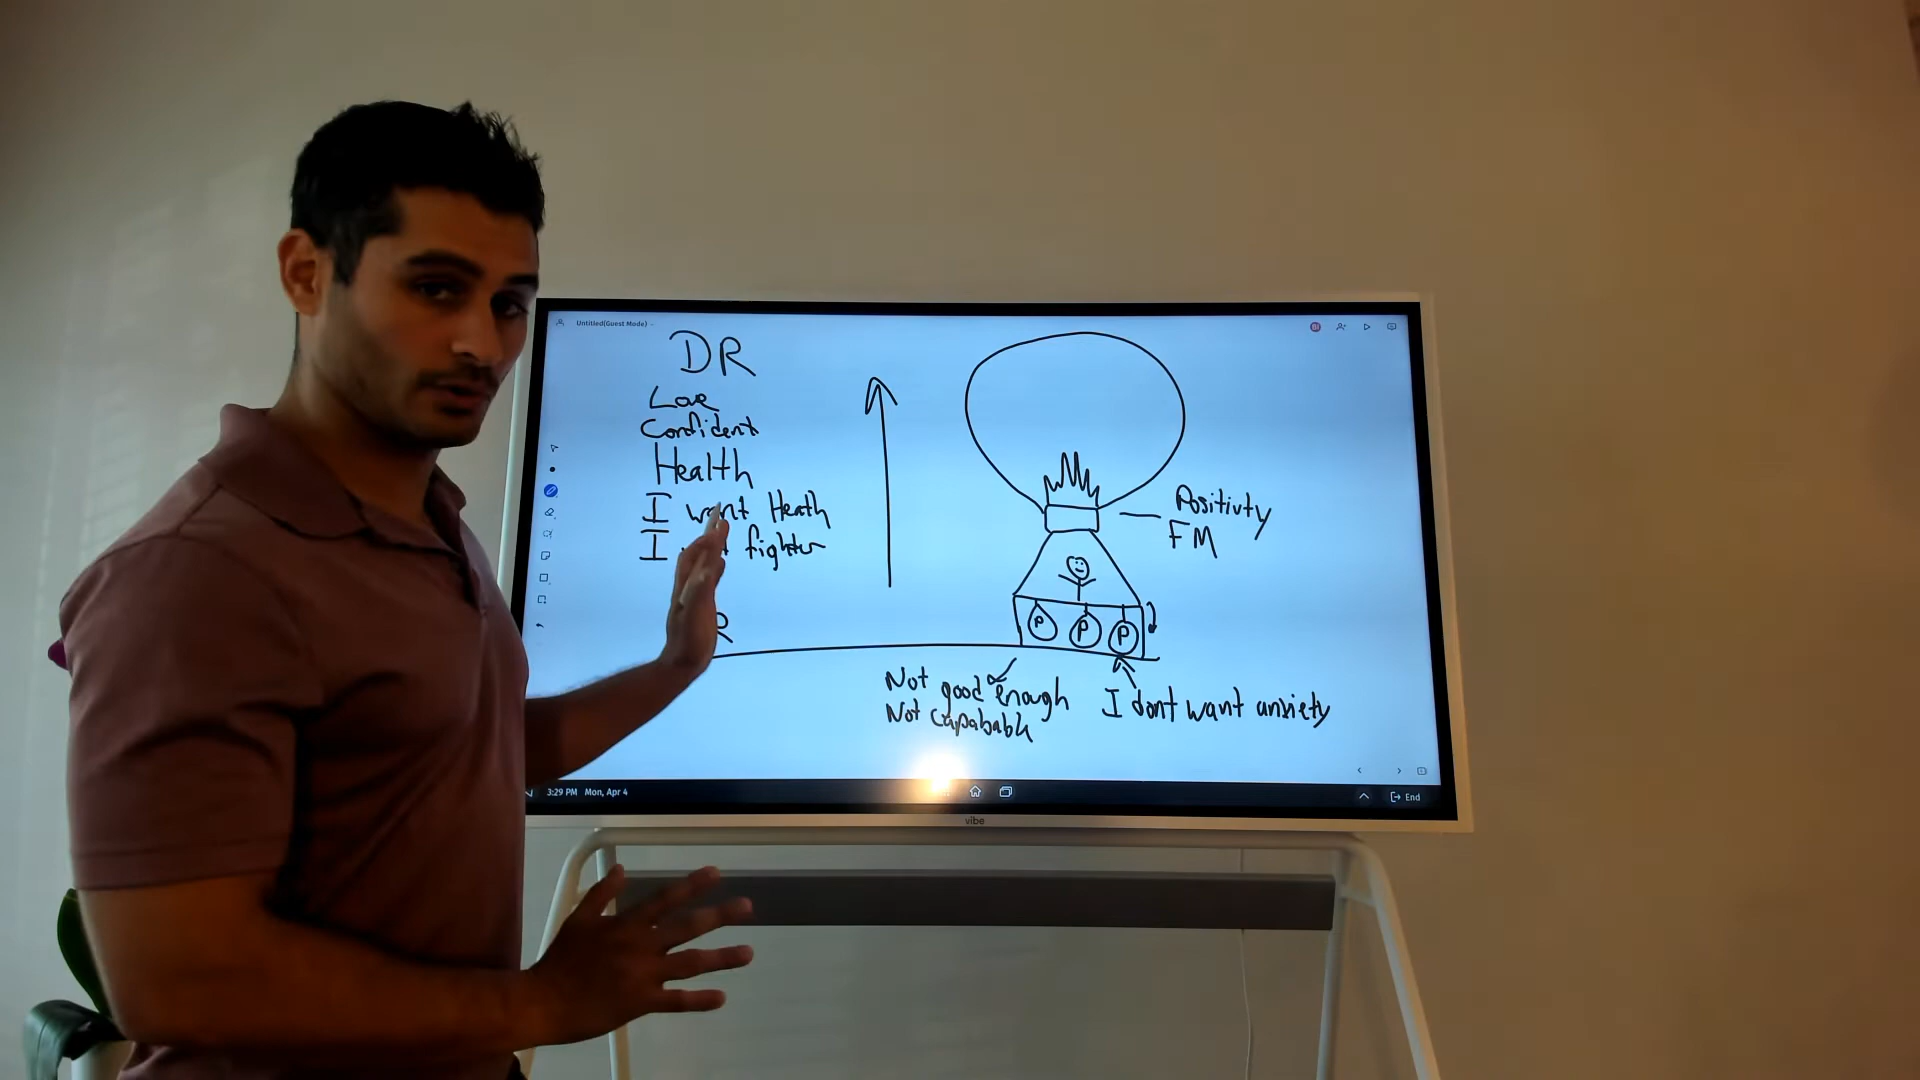 Untitled(Guest Mode)
DR
Love
Confident
Health
I want Heath
I fighter
R
Positivty
FM
P P P
Not good enough
Not capabable
I dont want anxiety
3:29 PM Mon, Apr 4
End
vibe